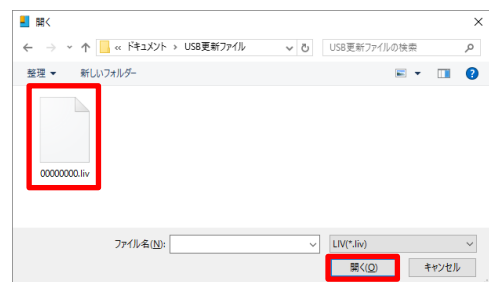 開く
« ドキュメント > USB更新ファイル
USB更新ファイルの検索
整理 新しいフォルダー
00000000.liv
ファイル名(N):
LIV(*.liv)
開く(O) キャンセル